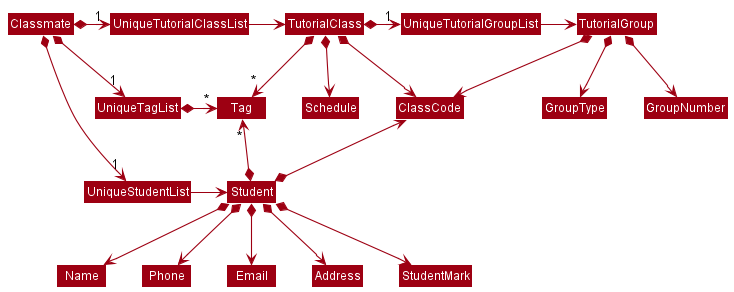 Classmate
1
UniqueTutorialClassList
TutorialClass
1
UniqueTutorialGroupList
TutorialGroup
1
*
*
UniqueTagList
Tag
Schedule
ClassCode
GroupType
GroupNumber
*
1
UniqueStudentList
Student
Name
Phone
Email
Address
StudentMark